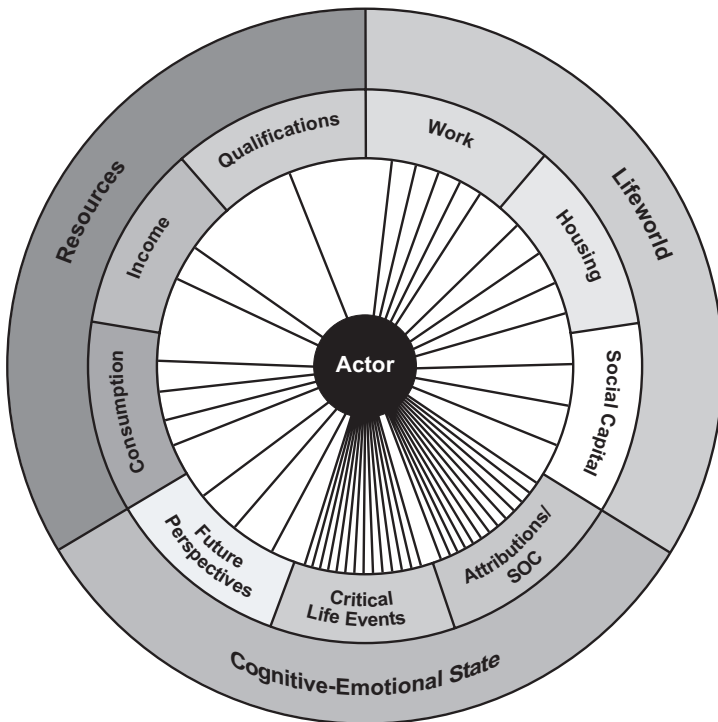 Resources
Lifeworld
Qualifications
Work
Income
Housing
Actor
Consumption
Social Capital
Future
Perspectives
Critical
Life Events
Attributions/
SOC
Cognitive-Emotional State